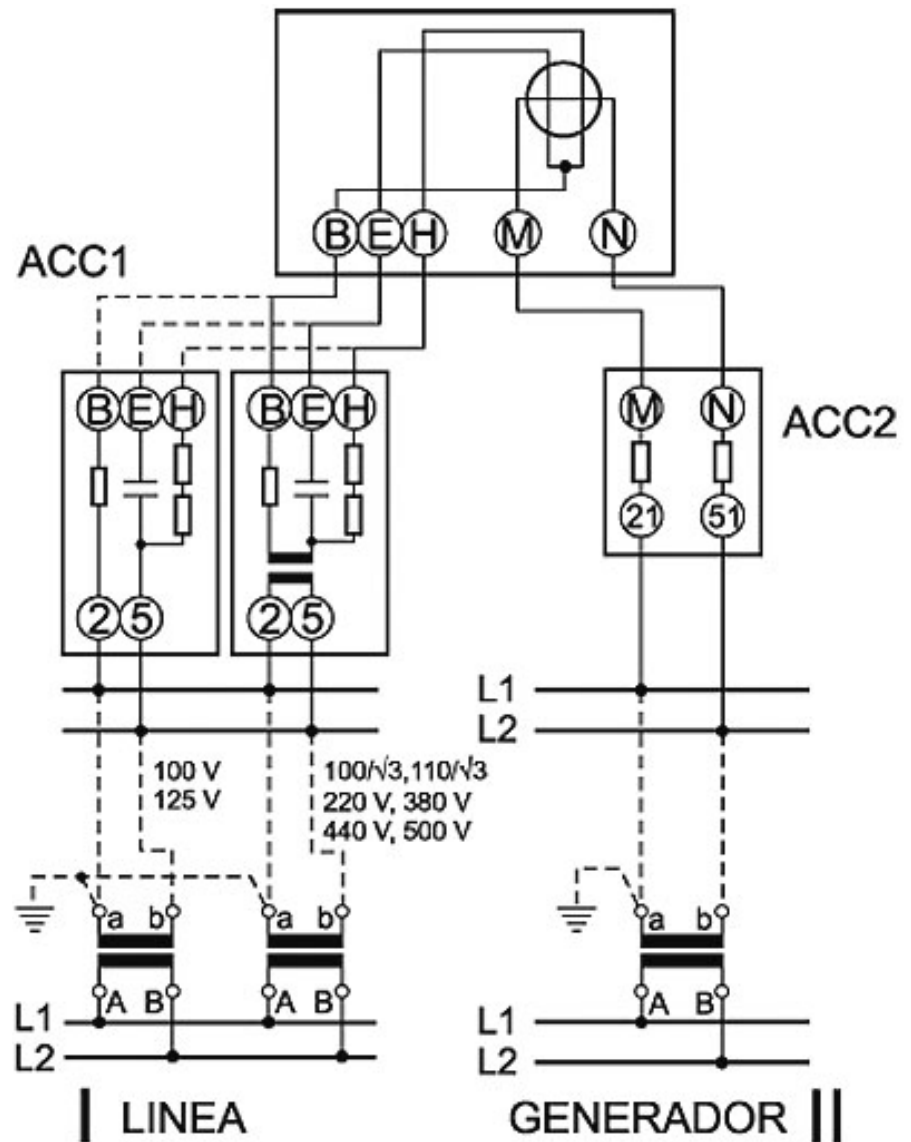 B E H M N
ACC1
B E H B E H M N
ACC2
21 51
2 5 2 5
L1
L2
100 V 100/√3, 110/√3
125 V 220 V, 380 V
440 V, 500 V
a b a b a b
A B A B A B
L1 L1
L2 L2
I LINEA GENERADOR II